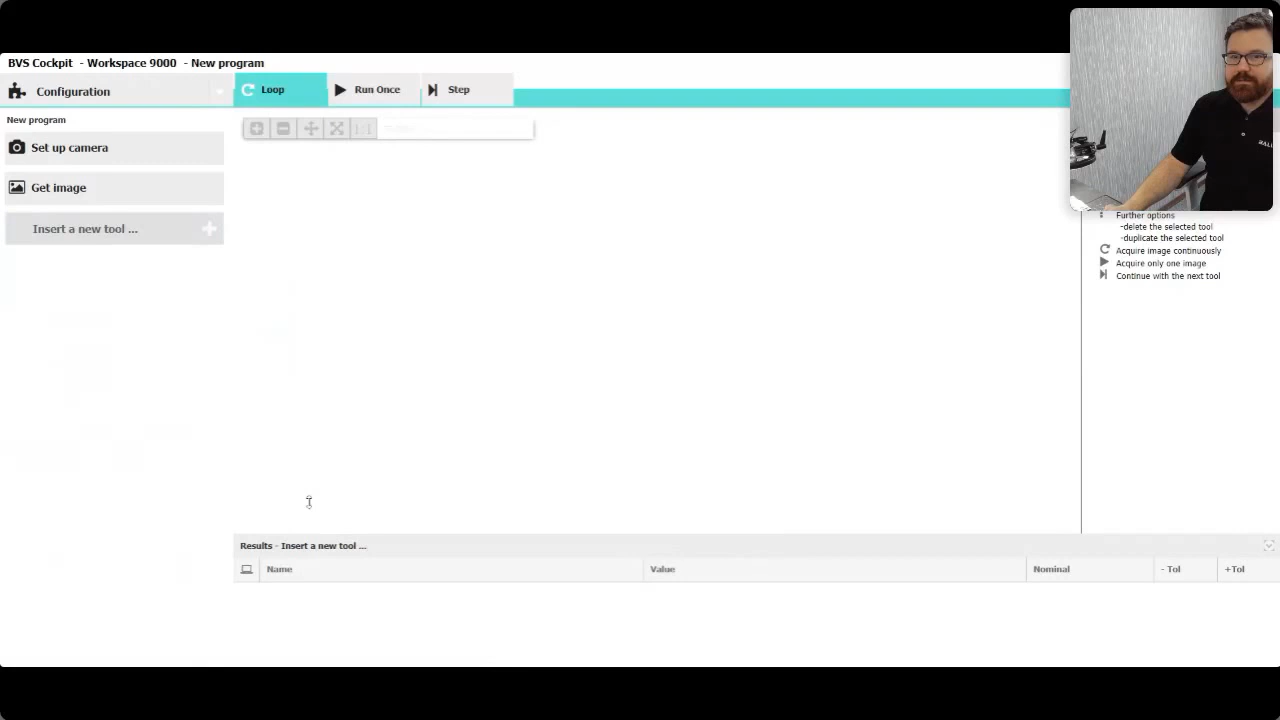 BVS Cockpit - Workspace 9000 - New program
Configuration
Loop
Run Once
Step
New program
Set up camera
Get image
Insert a new tool ...
Further options
-delete the selected tool
-duplicate the selected tool
Acquire image continuously
Acquire only one image
Continue with the next tool
Results - Insert a new tool ...
Name
Value
Nominal
- Tol
+Tol